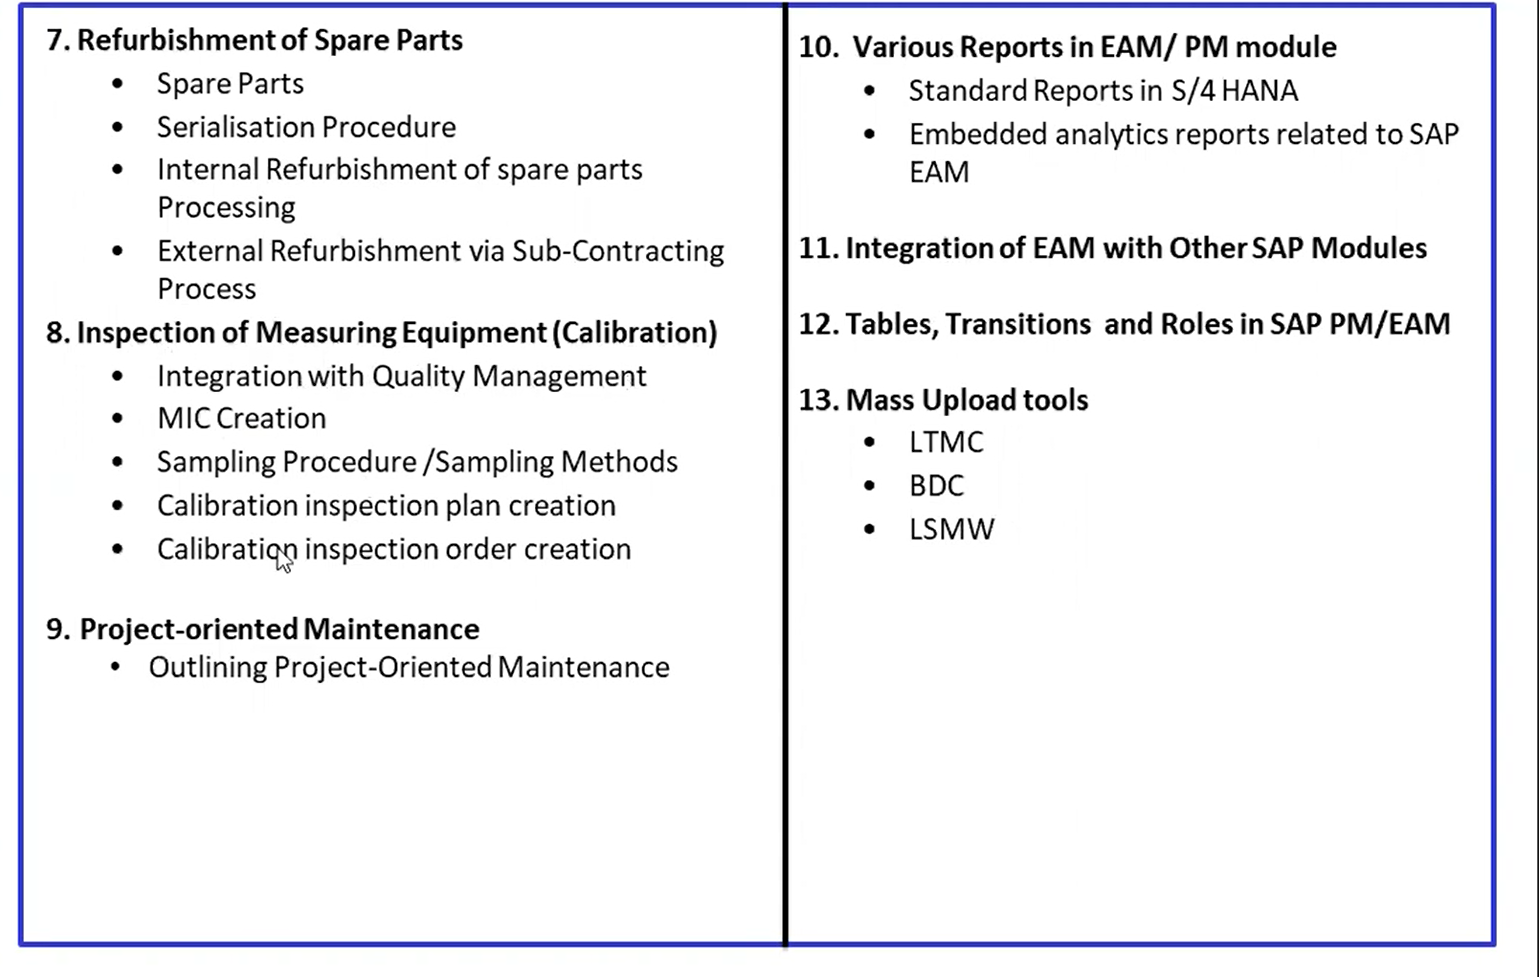 7. Refurbishment of Spare Parts
• Spare Parts
• Serialisation Procedure
• Internal Refurbishment of spare parts
Processing
• External Refurbishment via Sub-Contracting
Process
8. Inspection of Measuring Equipment (Calibration)
• Integration with Quality Management
• MIC Creation
• Sampling Procedure /Sampling Methods
• Calibration inspection plan creation
• Calibration inspection order creation
9. Project-oriented Maintenance
• Outlining Project-Oriented Maintenance
10. Various Reports in EAM/ PM module
• Standard Reports in S/4 HANA
• Embedded analytics reports related to SAP
EAM
11. Integration of EAM with Other SAP Modules
12. Tables, Transitions and Roles in SAP PM/EAM
13. Mass Upload tools
• LTMC
• BDC
• LSMW